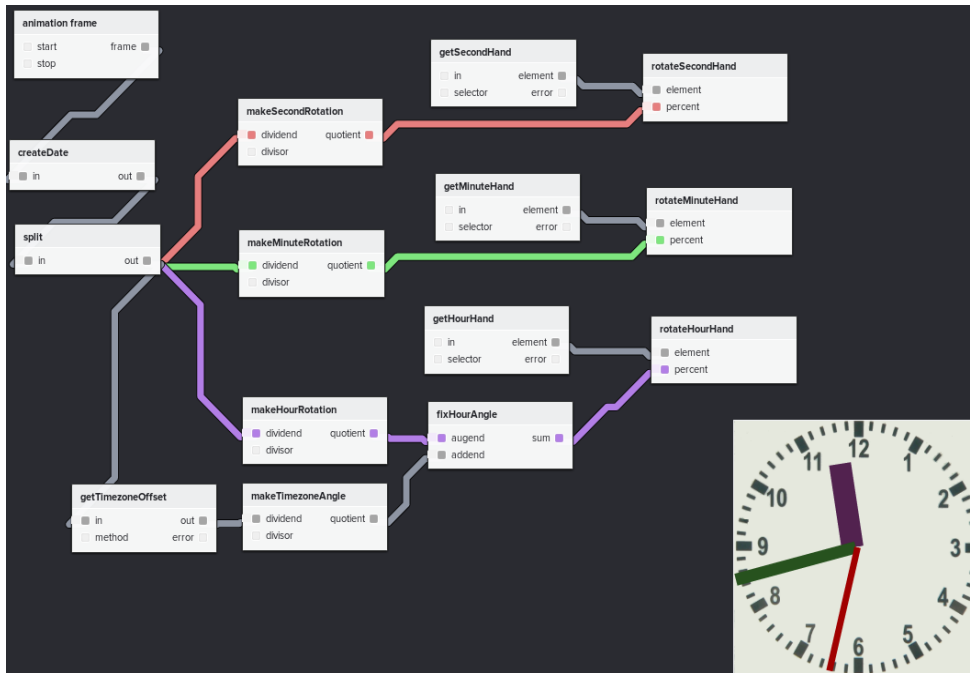 animation frame
start frame
stop
createDate
in out
split
in out
makeSecondRotation
dividend quotient
divisor
getSecondHand
in element
selector error
rotateSecondHand
element
percent
makeMinuteRotation
dividend quotient
divisor
getMinuteHand
in element
selector error
rotateMinuteHand
element
percent
getHourHand
in element
selector error
rotateHourHand
element
percent
makeHourRotation
dividend quotient
divisor
fixHourAngle
augend sum
addend
getTimezoneOffset
in out
method error
makeTimezoneAngle
dividend quotient
divisor
12
1
2
3
4
5
6
7
8
9
10
11